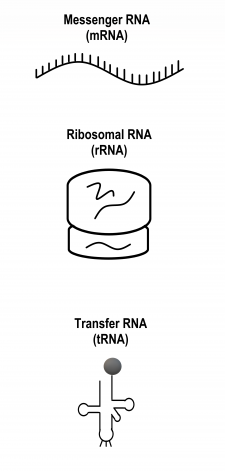 Messenger RNA
(mRNA)
Ribosomal RNA
(rRNA)
Transfer RNA
(tRNA)